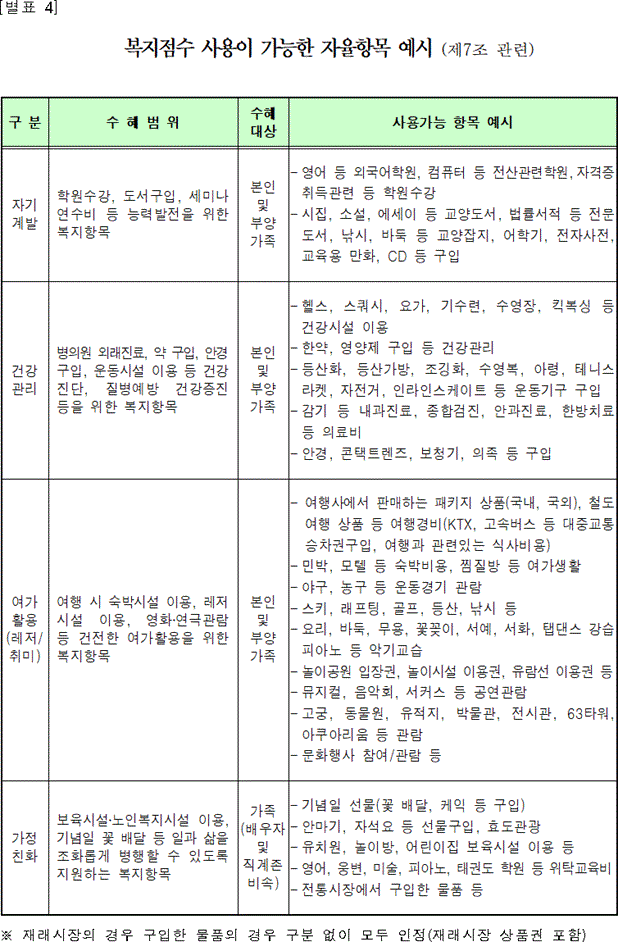 [별표 4]
복지점수 사용이 가능한 자율항목 예시 (제7조 관련)
구 분
수 혜 범 위
수혜
대상
사용가능 항목 예시
자기
계발
학원수강, 도서구입, 세미나
연수비 등 능력발전을 위한
복지항목
본인
및
부양
가족
- 영어 등 외국어학원, 컴퓨터 등 전산관련학원, 자격증
취득관련 등 학원수강
- 시집, 소설, 에세이 등 교양도서, 법률서적 등 전문
도서, 낚시, 바둑 등 교양잡지, 어학기, 전자사전,
교육용 만화, CD 등 구입
건강
관리
병의원 외래진료, 약 구입, 안경
구입, 운동시설 이용 등 건강
진단, 질병예방 건강증진
등을 위한 복지항목
본인
및
부양
가족
- 헬스, 스쿼시, 요가, 기수련, 수영장, 킥복싱 등
건강시설 이용
- 한약, 영양제 구입 등 건강관리
- 등산화, 등산가방, 조깅화, 수영복, 아령, 테니스
라켓, 자전거, 인라인스케이트 등 운동기구 구입
- 감기 등 내과진료, 종합검진, 안과진료, 한방치료
등 의료비
- 안경, 콘택트렌즈, 보청기, 의족 등 구입
여가
활용
(레저/
취미)
여행 시 숙박시설 이용, 레저
시설 이용, 영화·연극관람
등 건전한 여가활용을 위한
복지항목
본인
및
부양
가족
- 여행사에서 판매하는 패키지 상품(국내, 국외), 철도
여행 상품 등 여행경비(KTX, 고속버스 등 대중교통
승차권구입, 여행과 관련있는 식사비용)
- 민박, 모텔 등 숙박비용, 찜질방 등 여가생활
- 야구, 농구 등 운동경기 관람
- 스키, 래프팅, 골프, 등산, 낚시 등
- 요리, 바둑, 무용, 꽃꽂이, 서예, 서화, 탭댄스 강습
피아노 등 악기교습
- 놀이공원 입장권, 놀이시설 이용권, 유람선 이용권 등
- 뮤지컬, 음악회, 서커스 등 공연관람
- 고궁, 동물원, 유적지, 박물관, 전시관, 63타워,
아쿠아리움 등 관람
- 문화행사 참여/관람 등
가정
친화
보육시설·노인복지시설 이용,
기념일 꽃 배달 등 일과 삶을
조화롭게 병행할 수 있도록
지원하는 복지항목
가족
(배우자
및
직계존
비속)
- 기념일 선물(꽃 배달, 케익 등 구입)
- 안마기, 자석요 등 선물구입, 효도관광
- 유치원, 놀이방, 어린이집 보육시설 이용 등
- 영어, 웅변, 미술, 피아노, 태권도 학원 등 위탁교육비
- 전통시장에서 구입한 물품 등
※ 재래시장의 경우 구입한 물품의 경우 구분 없이 모두 인정(재래시장 상품권 포함)